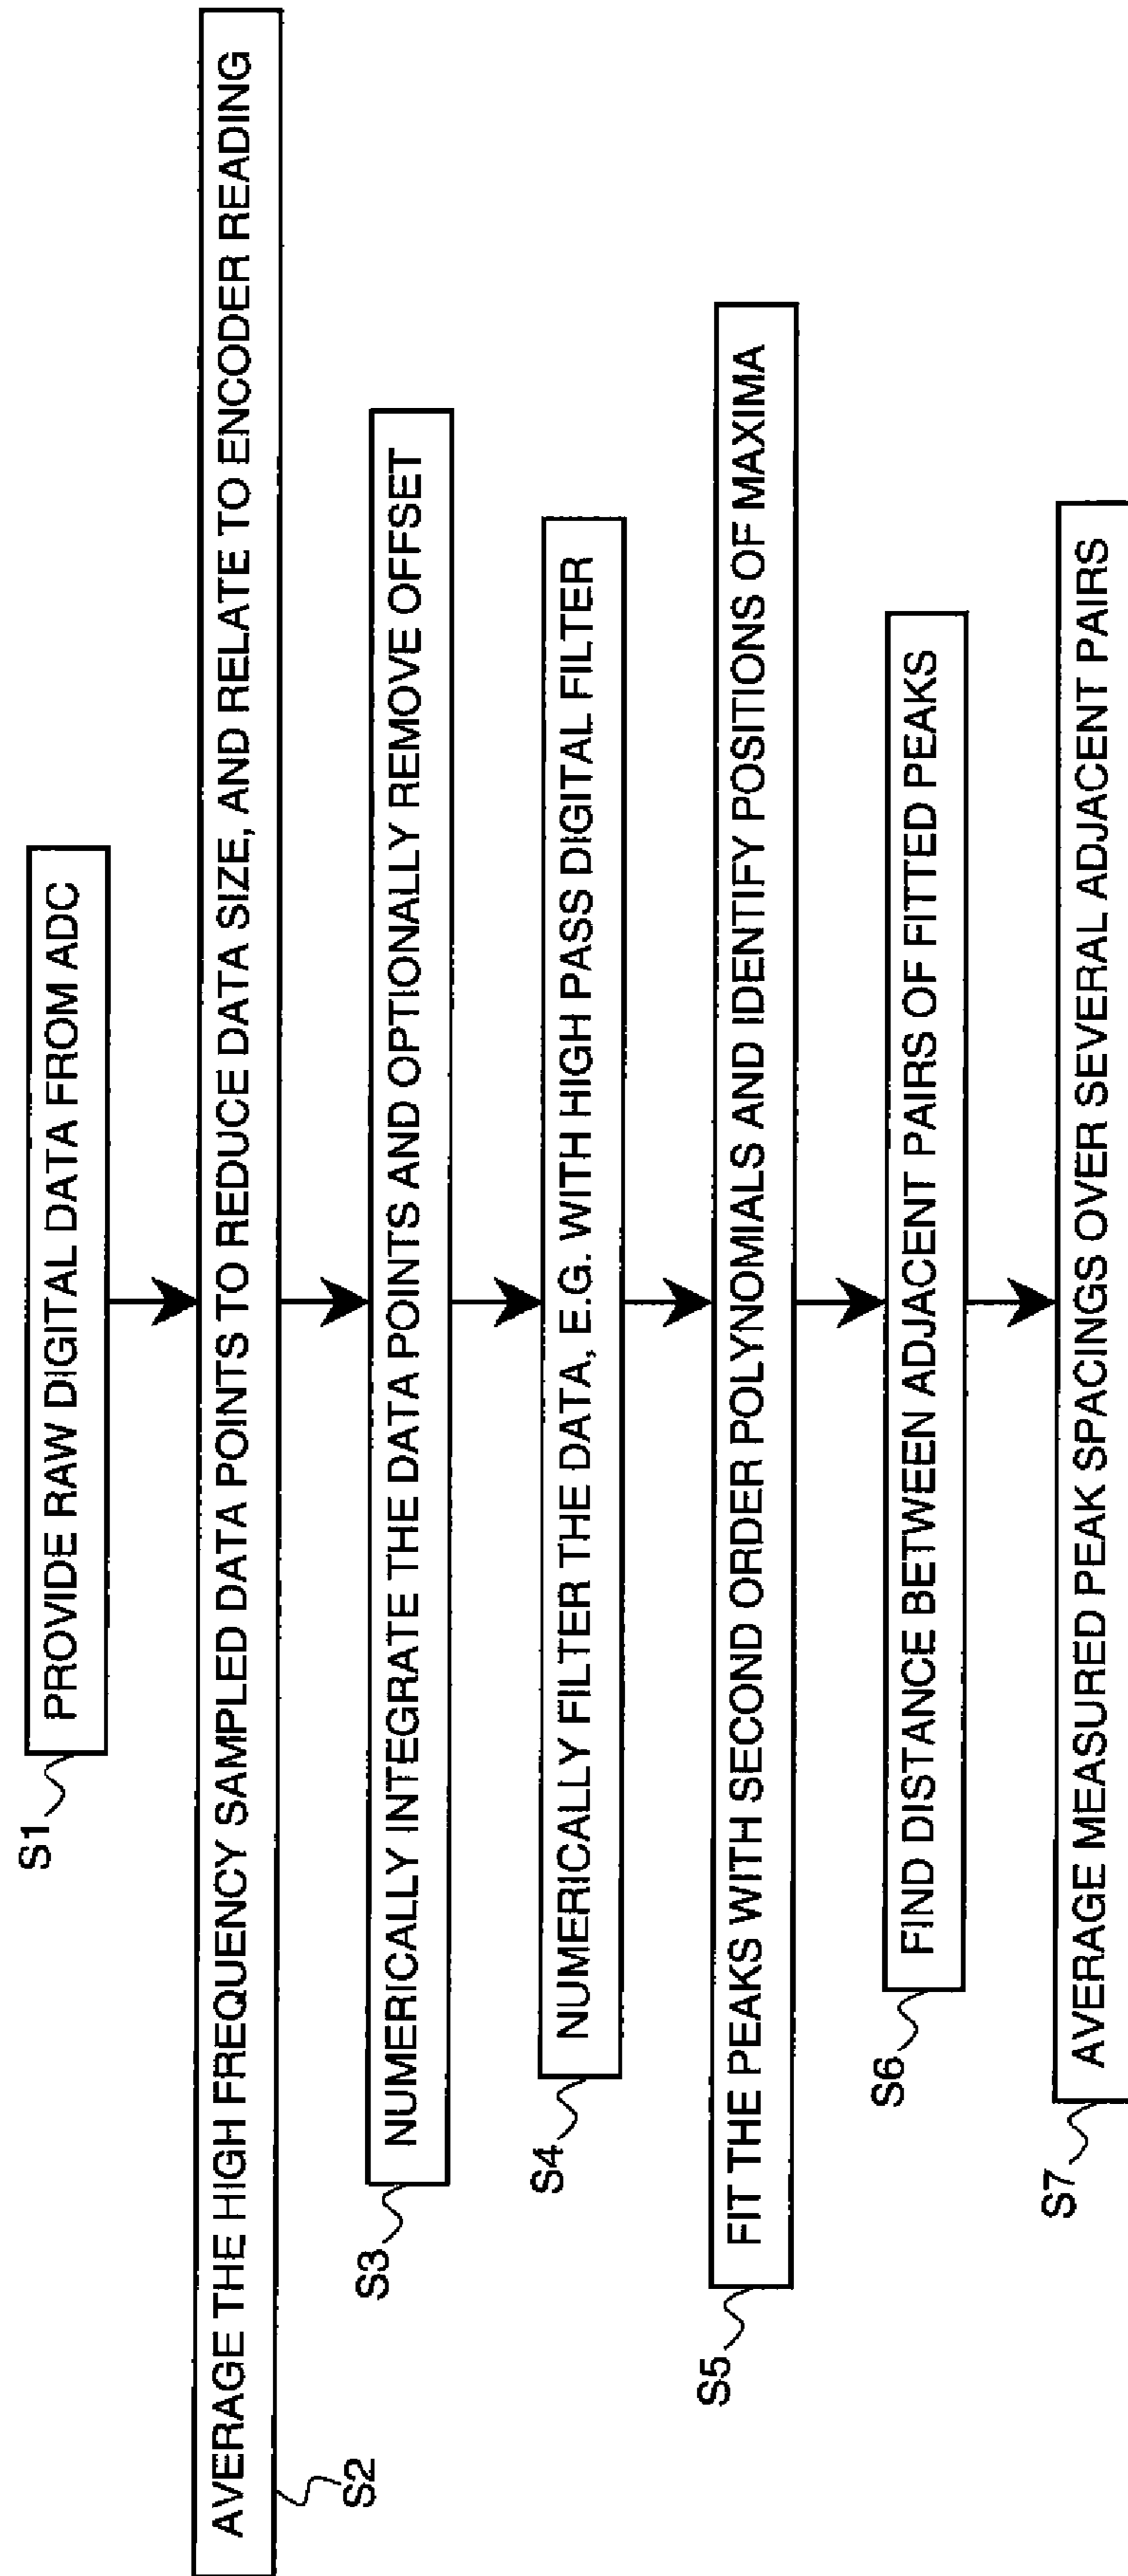 S1
PROVIDE RAW DIGITAL DATA FROM ADC
S2
AVERAGE THE HIGH FREQUENCY SAMPLED DATA POINTS TO REDUCE DATA SIZE, AND RELATE TO ENCODER READING
S3
NUMERICALLY INTEGRATE THE DATA POINTS AND OPTIONALLY REMOVE OFFSET
S4
NUMERICALLY FILTER THE DATA, E.G. WITH HIGH PASS DIGITAL FILTER
S5
FIT THE PEAKS WITH SECOND ORDER POLYNOMIALS AND IDENTIFY POSITIONS OF MAXIMA
S6
FIND DISTANCE BETWEEN ADJACENT PAIRS OF FITTED PEAKS
S7
AVERAGE MEASURED PEAK SPACINGS OVER SEVERAL ADJACENT PAIRS